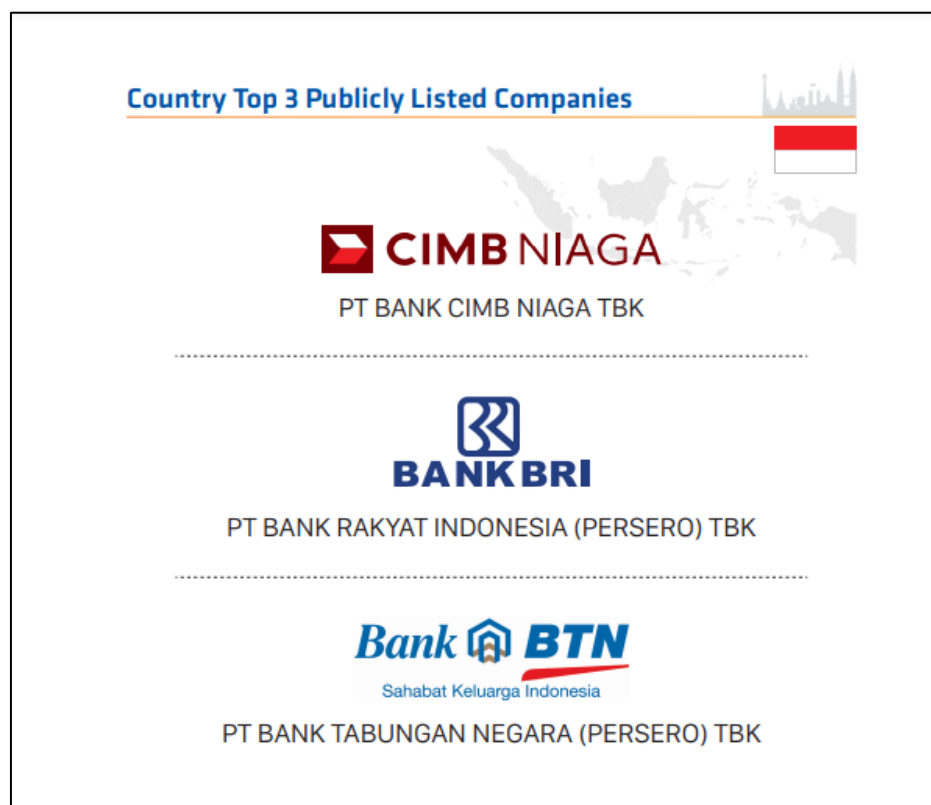 Country Top 3 Publicly Listed Companies
CIMB NIAGA
PT BANK CIMB NIAGA TBK
BANK BRI
PT BANK RAKYAT INDONESIA (PERSERO) TBK
Bank BTN
Sahabat Keluarga Indonesia
PT BANK TABUNGAN NEGARA (PERSERO) TBK